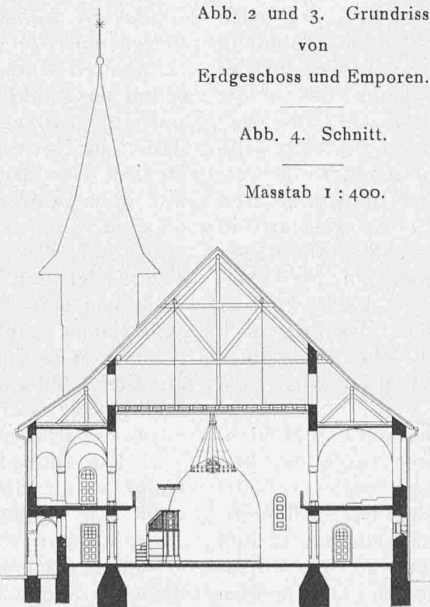 Abb. 2 und 3. Grundriss
von
Erdgeschoss und Emporen.
Abb. 4. Schnitt.
Masstab 1 : 400.